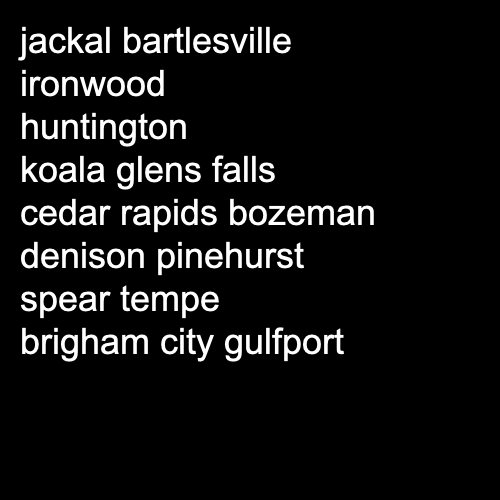 jackal bartlesville
ironwood
huntington
koala glens falls
cedar rapids bozeman
denison pinehurst
spear tempe
brigham city gulfport